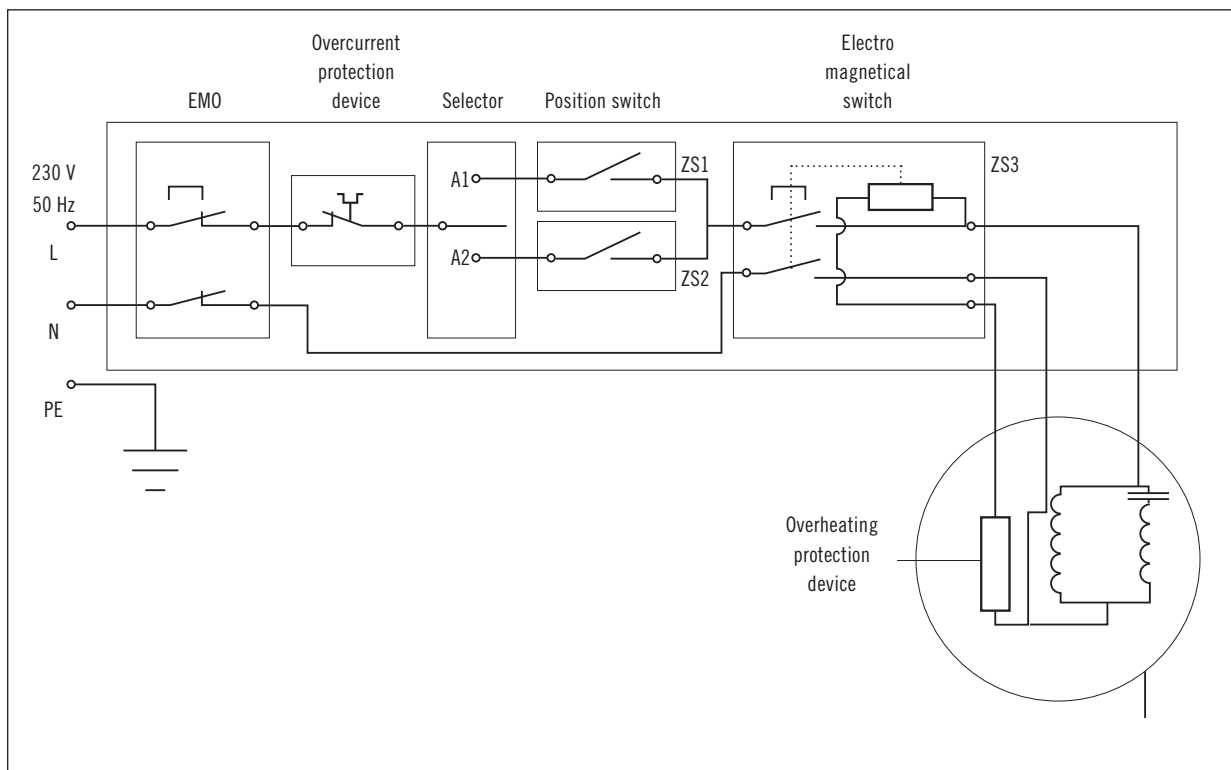 Overcurrent
protection
device
Electro
magnetical
switch
EMO
Selector
Position switch
230 V
50 Hz
L
N
PE
A1
A2
ZS1
ZS2
ZS3
Overheating
protection
device